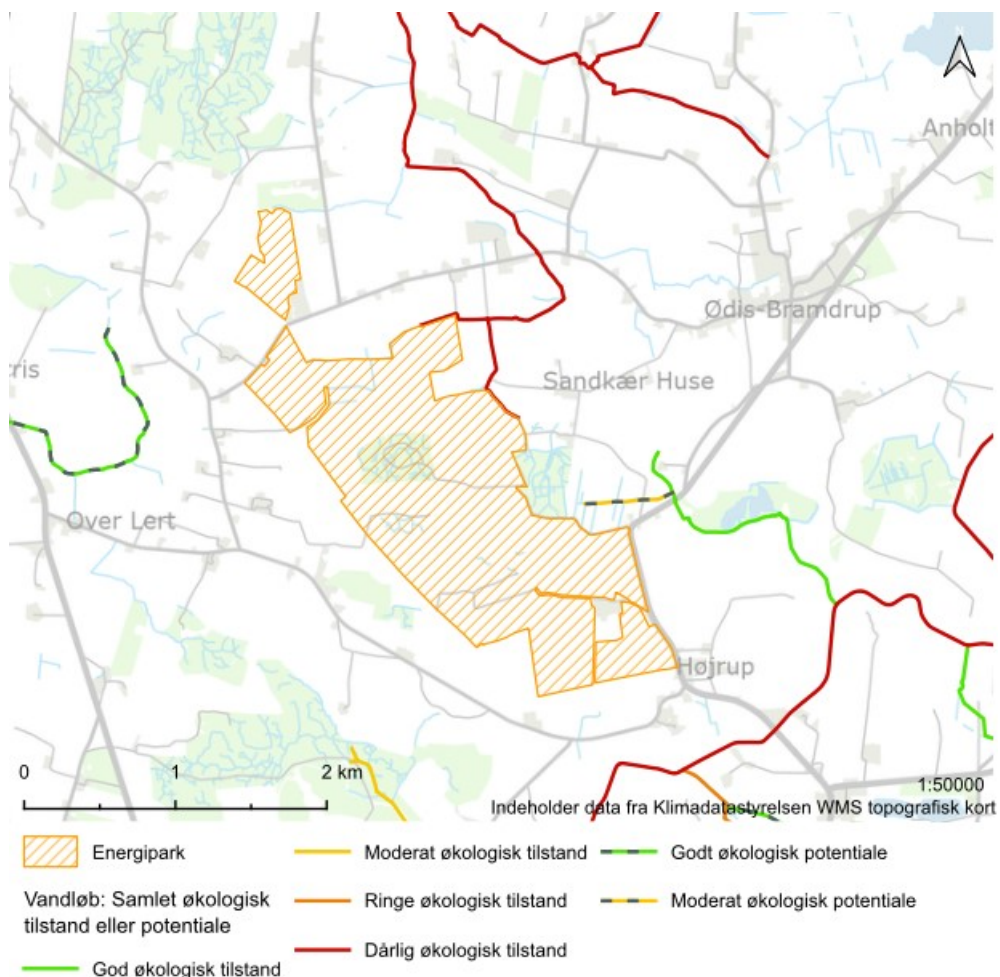 Anholt
Ødis-Bramdrup
ris
Sandkær Huse
Over Lert
Højrup
0 1 2 km
1:50000
Indeholder data fra Klimadatastyrelsen WMS topografisk kort
Energipark
Vandløb: Samlet økologisk
tilstand eller potentiale
God økologisk tilstand
Moderat økologisk tilstand
Ringe økologisk tilstand
Dårlig økologisk tilstand
Godt økologisk potentiale
Moderat økologisk potentiale